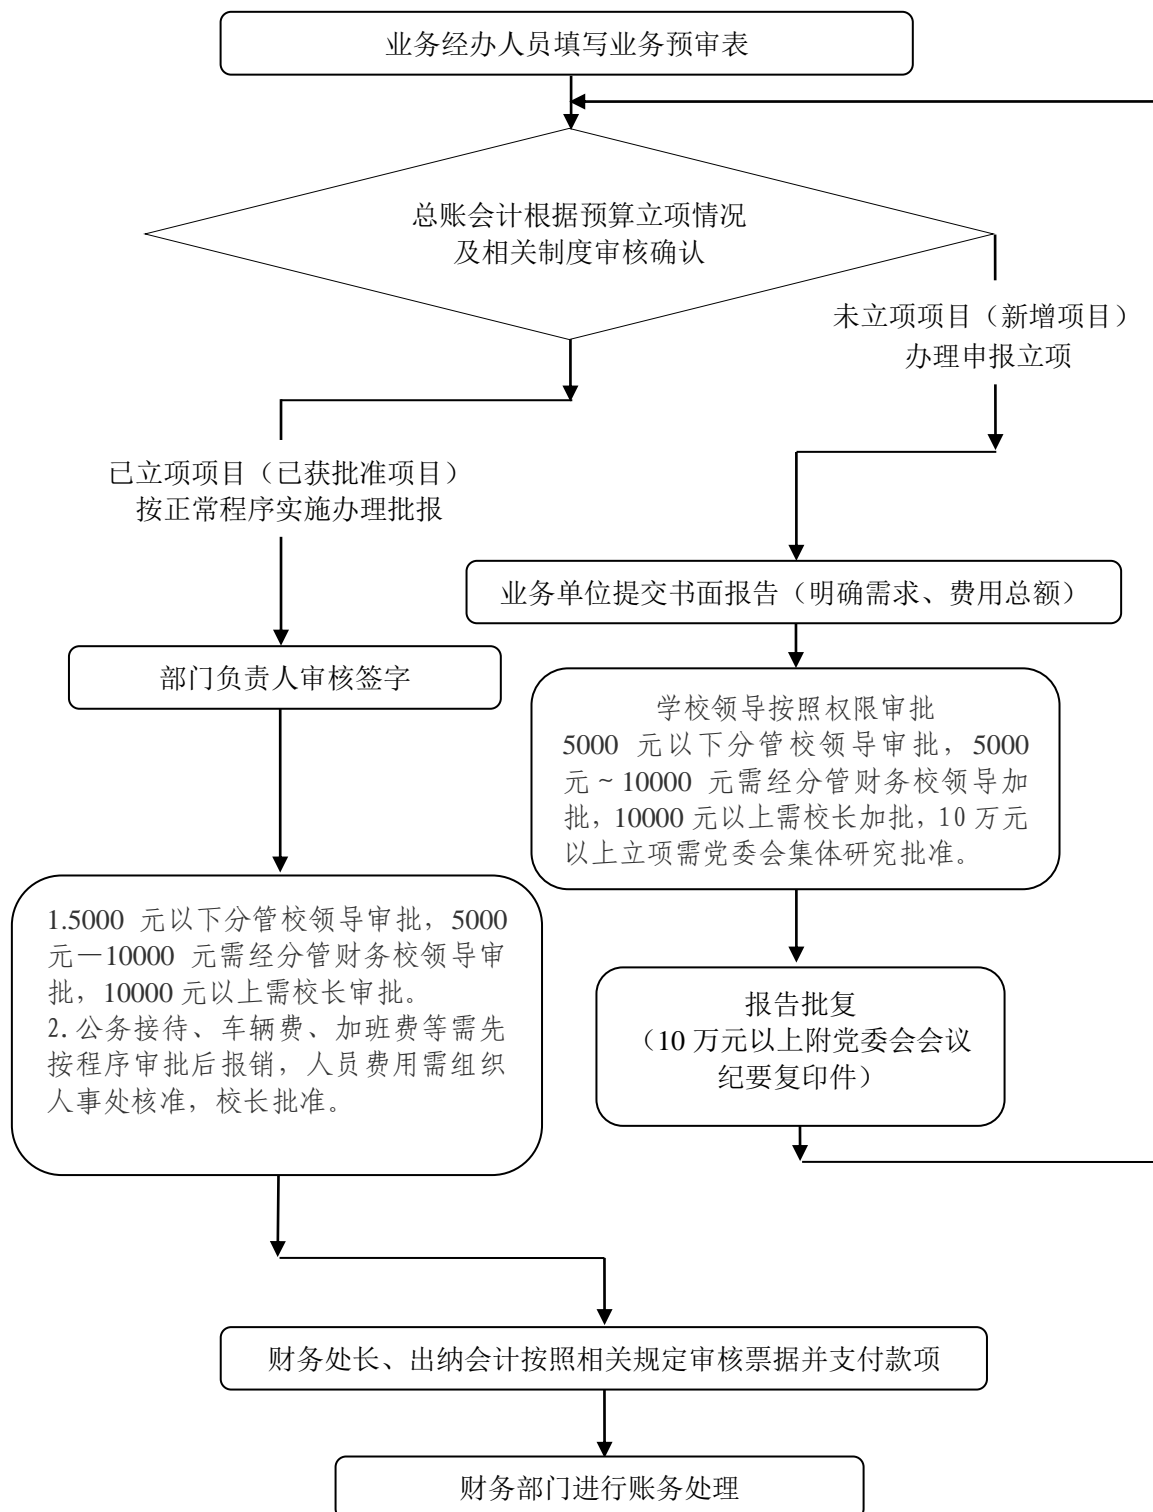 业务经办人员填写业务预审表
总账会计根据预算立项情况
及相关制度审核确认
未立项项目（新增项目）
办理申报立项
已立项项目（已获批准项目）
按正常程序实施办理批报
业务单位提交书面报告（明确需求、费用总额）
部门负责人审核签字
学校领导按照权限审批
5000 元以下分管校领导审批，5000
元~10000 元需经分管财务校领导加
批，10000 元以上需校长加批，10 万元
以上立项需党委会集体研究批准。
1.5000 元以下分管校领导审批，5000
元—10000 元需经分管财务校领导审
批，10000 元以上需校长审批。
2.公务接待、车辆费、加班费等需先
按程序审批后报销，人员费用需组织
人事处核准，校长批准。
报告批复
（10 万元以上附党委会会议
纪要复印件）
财务处长、出纳会计按照相关规定审核票据并支付款项
财务部门进行账务处理